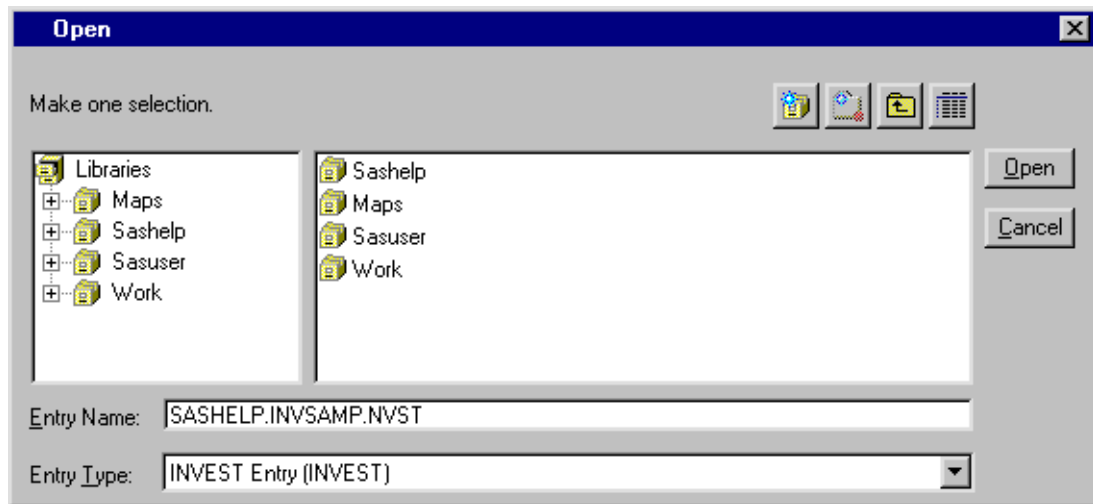 Open
Make one selection.
Libraries
Maps
Sashelp
Sasuser
Work
Sashelp
Maps
Sasuser
Work
Open
Cancel
Entry Name: SASHELP.INVSAMP.NVST
Entry Type: INVEST Entry (INVEST)